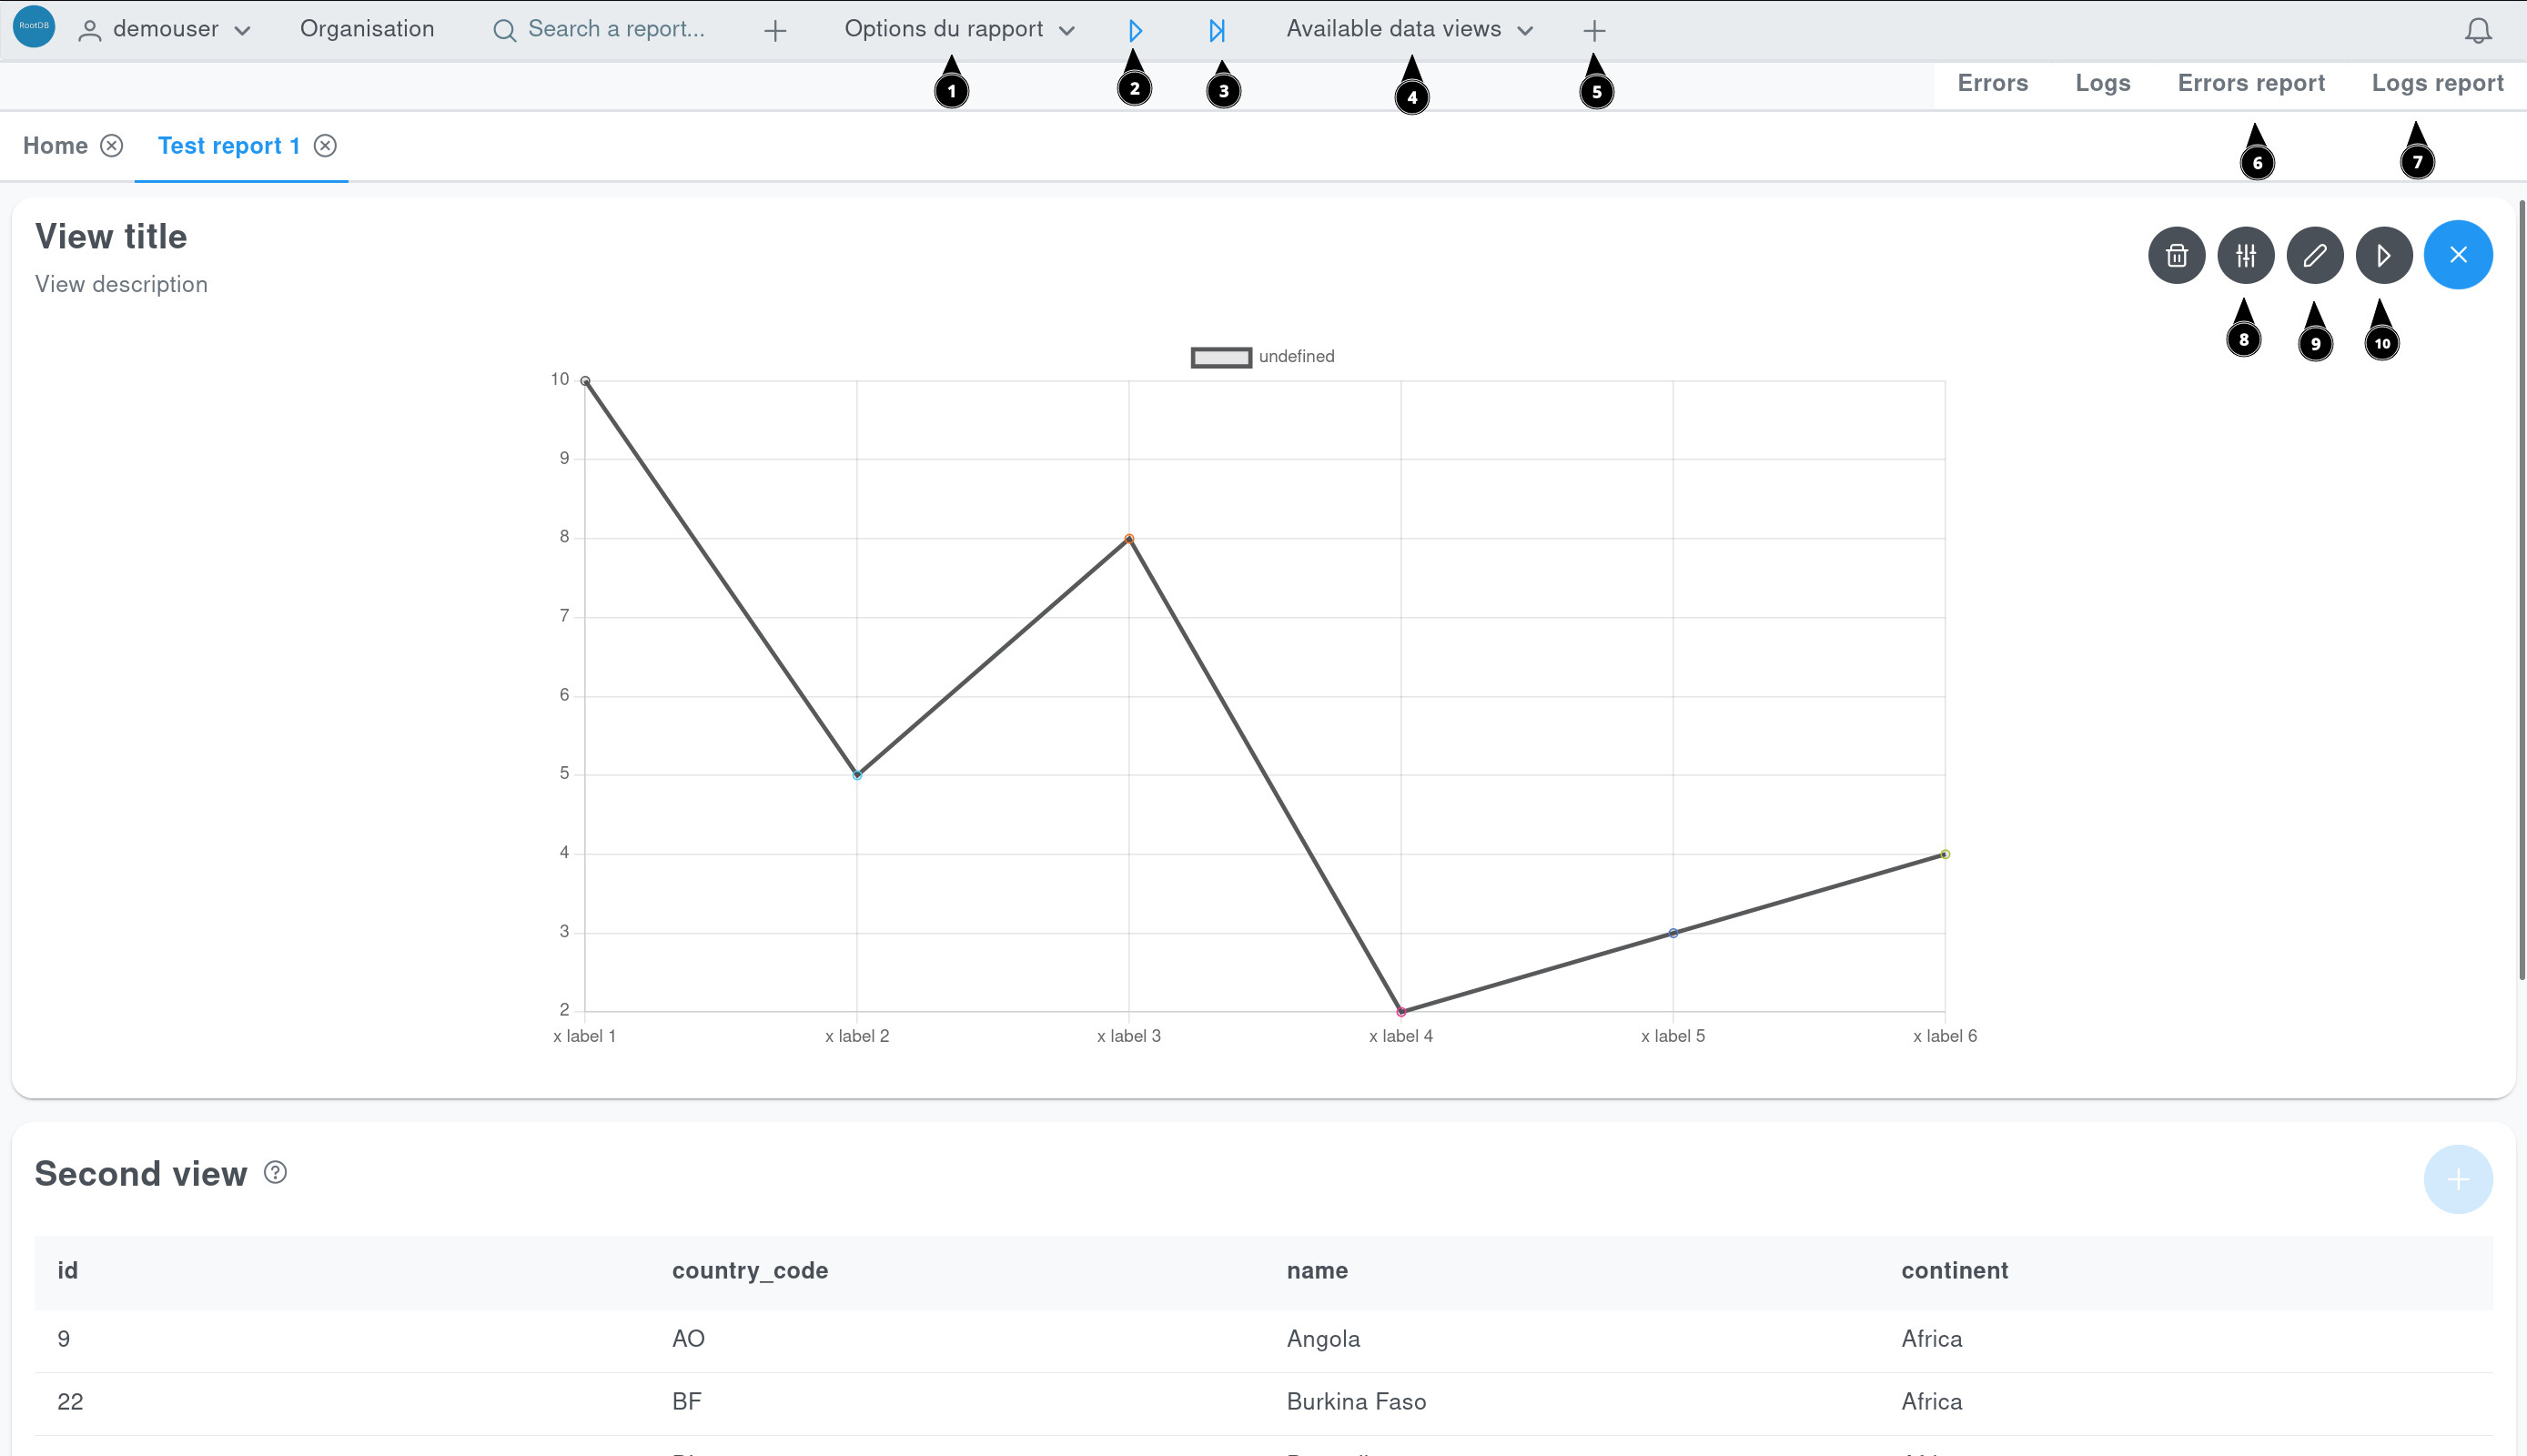 RootDB demouser Organisation Search a report... Options du rapport Available data views
1 2 3 4 5
Errors Logs Errors report Logs report
Home Test report 1
6 7
View title
View description
8 9 10
undefined
10
9
8
7
6
5
4
3
2
x label 1 x label 2 x label 3 x label 4 x label 5 x label 6
Second view ?
id country_code name continent
9 AO Angola Africa
22 BF Burkina Faso Africa